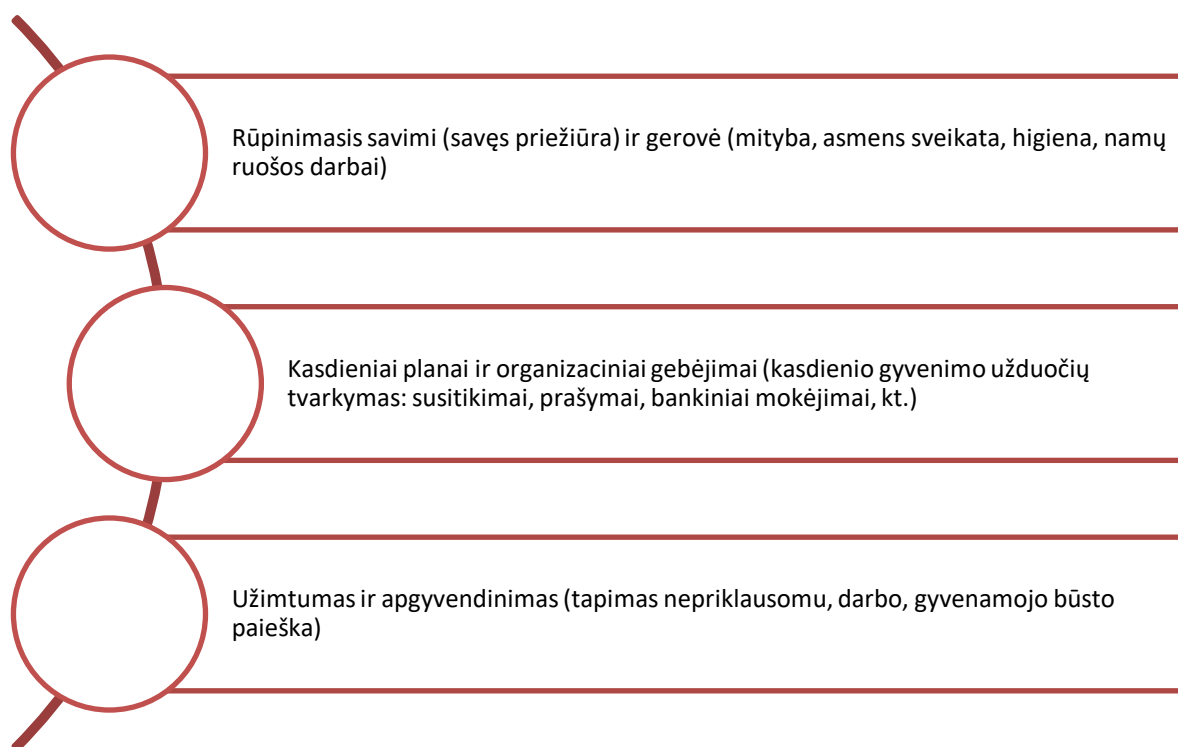 Rūpinimasis savimi (savęs priežiūra) ir gerovė (mityba, asmens sveikata, higiena, namų
ruošos darbai)
Kasdieniai planai ir organizaciniai gebėjimai (kasdienio gyvenimo užduočių
tvarkymas: susitikimai, prašymai, bankiniai mokėjimai, kt.)
Užimtumas ir apgyvendinimas (tapimas nepriklausomu, darbo, gyvenamojo būsto
paieška)